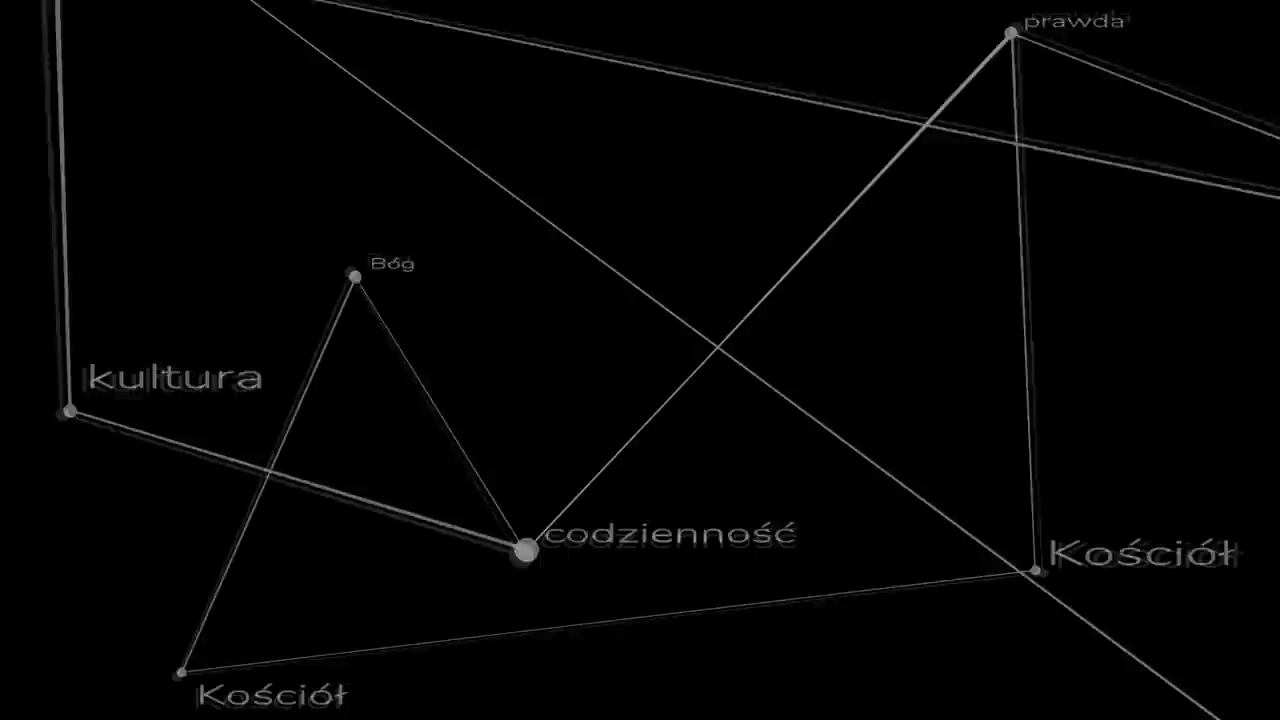 prawda
Bóg
kultura
codzienność
Kościół
Kościół